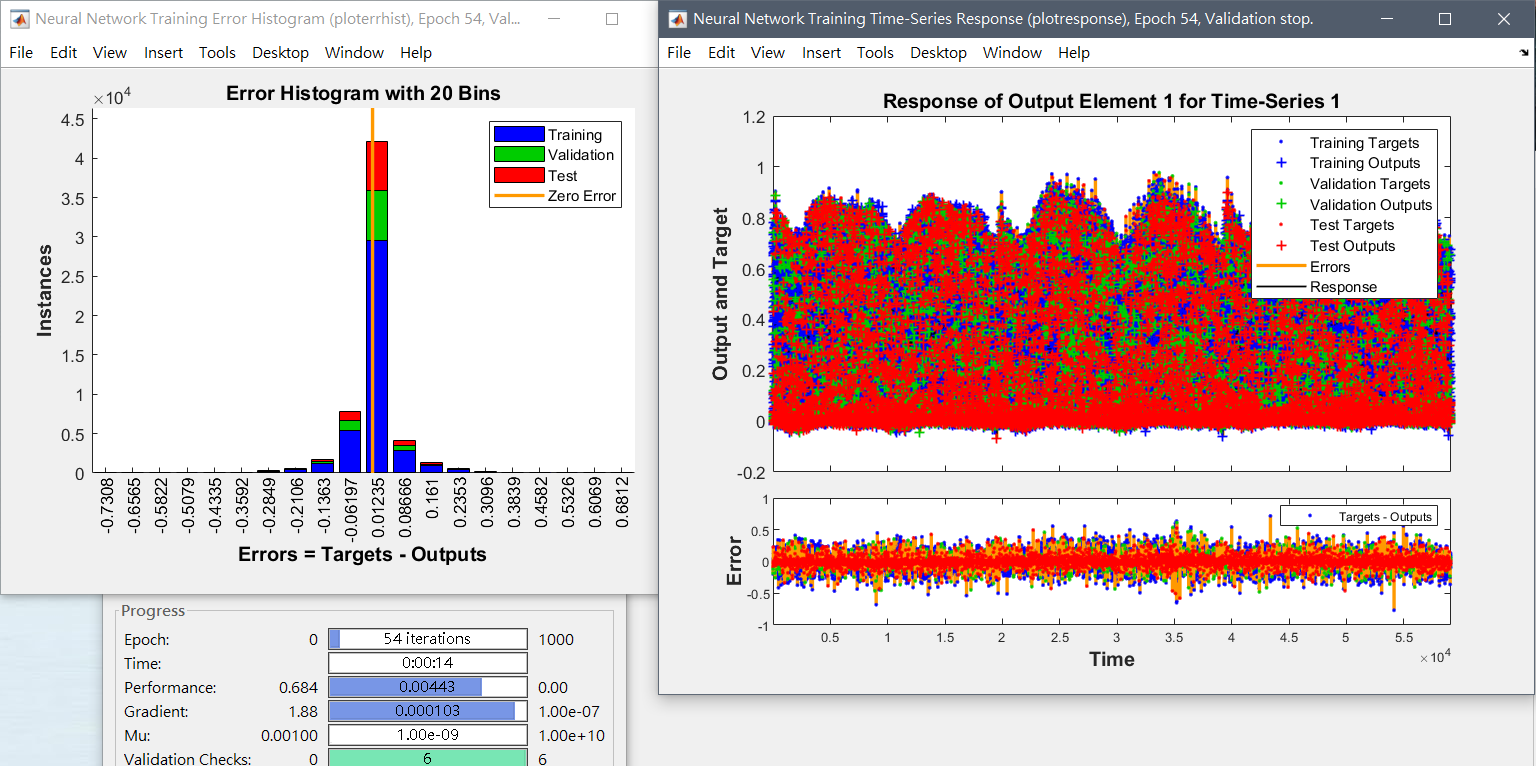 Neural Network Training Error Histogram (ploterrhist), Epoch 54, Val...
File Edit View Insert Tools Desktop Window Help
Error Histogram with 20 Bins
×10⁴
4.5
4
3.5
3
2.5
2
1.5
1
0.5
0
Instances
Training
Validation
Test
Zero Error
-0.7308
-0.6565
-0.5822
-0.5079
-0.4335
-0.3592
-0.2849
-0.2106
-0.1363
-0.06197
0.01235
0.08666
0.161
0.2353
0.3096
0.3839
0.4582
0.5326
0.6069
0.6812
Errors = Targets - Outputs
Neural Network Training Time-Series Response (plotresponse), Epoch 54, Validation stop.
File Edit View Insert Tools Desktop Window Help
Response of Output Element 1 for Time-Series 1
1.2
1
0.8
0.6
0.4
0.2
0
-0.2
Output and Target
Training Targets
Training Outputs
Validation Targets
Validation Outputs
Test Targets
Test Outputs
Errors
Response
1
0.5
0
-0.5
-1
Error
Targets - Outputs
0.5 1 1.5 2 2.5 3 3.5 4 4.5 5 5.5
×10⁴
Time
Progress
Epoch: 0 54 iterations 1000
Time: 0:00:14
Performance: 0.684 0.00443 0.00
Gradient: 1.88 0.000103 1.00e-07
Mu: 0.00100 1.00e-09 1.00e+10
Validation Checks: 0 6 6